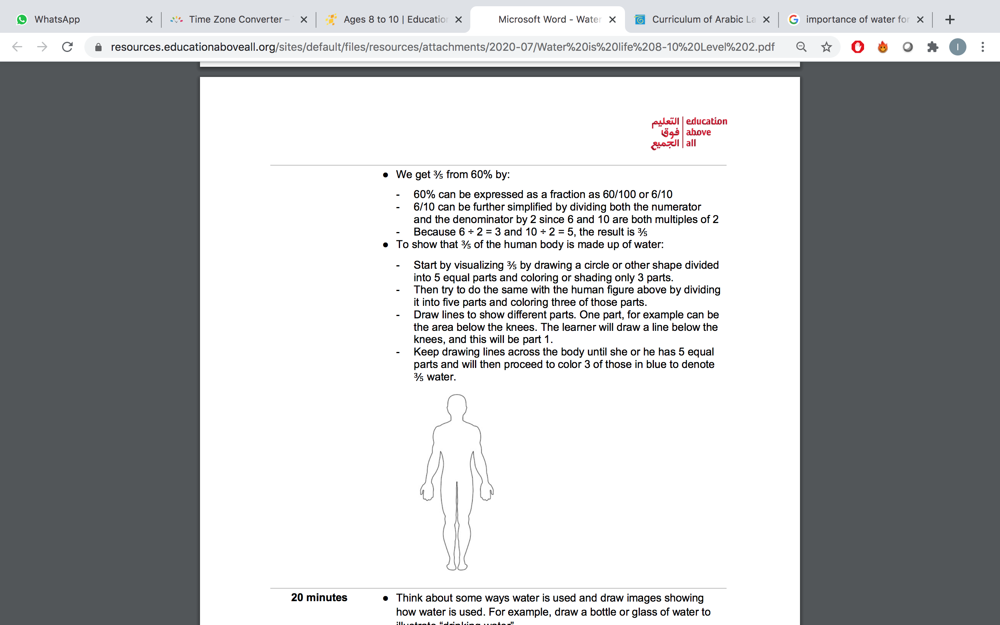 WhatsApp
Time Zone Converter –
Ages 8 to 10 | Education
Microsoft Word - Water
Curriculum of Arabic La
importance of water for
resources.educationaboveall.org/sites/default/files/resources/attachments/2020-07/Water%20is%20life%208-10%20Level%202.pdf
I
التعليم فوق الجميع
education above all
● We get ⅗ from 60% by:
- 60% can be expressed as a fraction as 60/100 or 6/10
- 6/10 can be further simplified by dividing both the numerator
and the denominator by 2 since 6 and 10 are both multiples of 2
- Because 6 ÷ 2 = 3 and 10 ÷ 2 = 5, the result is ⅗
● To show that ⅗ of the human body is made up of water:
- Start by visualizing ⅗ by drawing a circle or other shape divided
into 5 equal parts and coloring or shading only 3 parts.
- Then try to do the same with the human figure above by dividing
it into five parts and coloring three of those parts.
- Draw lines to show different parts. One part, for example can be
the area below the knees. The learner will draw a line below the
knees, and this will be part 1.
- Keep drawing lines across the body until she or he has 5 equal
parts and will then proceed to color 3 of those in blue to denote
⅗ water.
20 minutes
● Think about some ways water is used and draw images showing
how water is used. For example, draw a bottle or glass of water to
illustrate “drinking water”